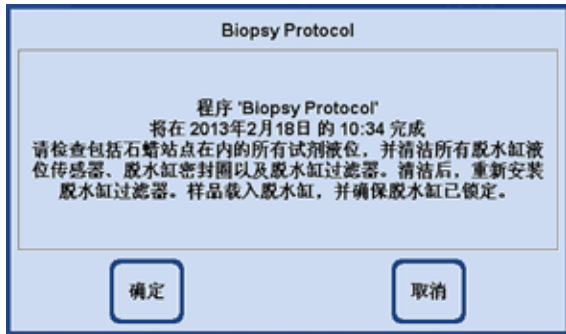 Biopsy Protocol
程序 'Biopsy Protocol'
将在 2013年2月18日 的 10:34 完成
请检查包括石蜡站点在内的所有试剂液位，并清洁所有脱水缸液
位传感器、脱水缸密封圈以及脱水缸过滤器。清洁后，重新安装
脱水缸过滤器。样品载入脱水缸，并确保脱水缸已锁定。
确定
取消